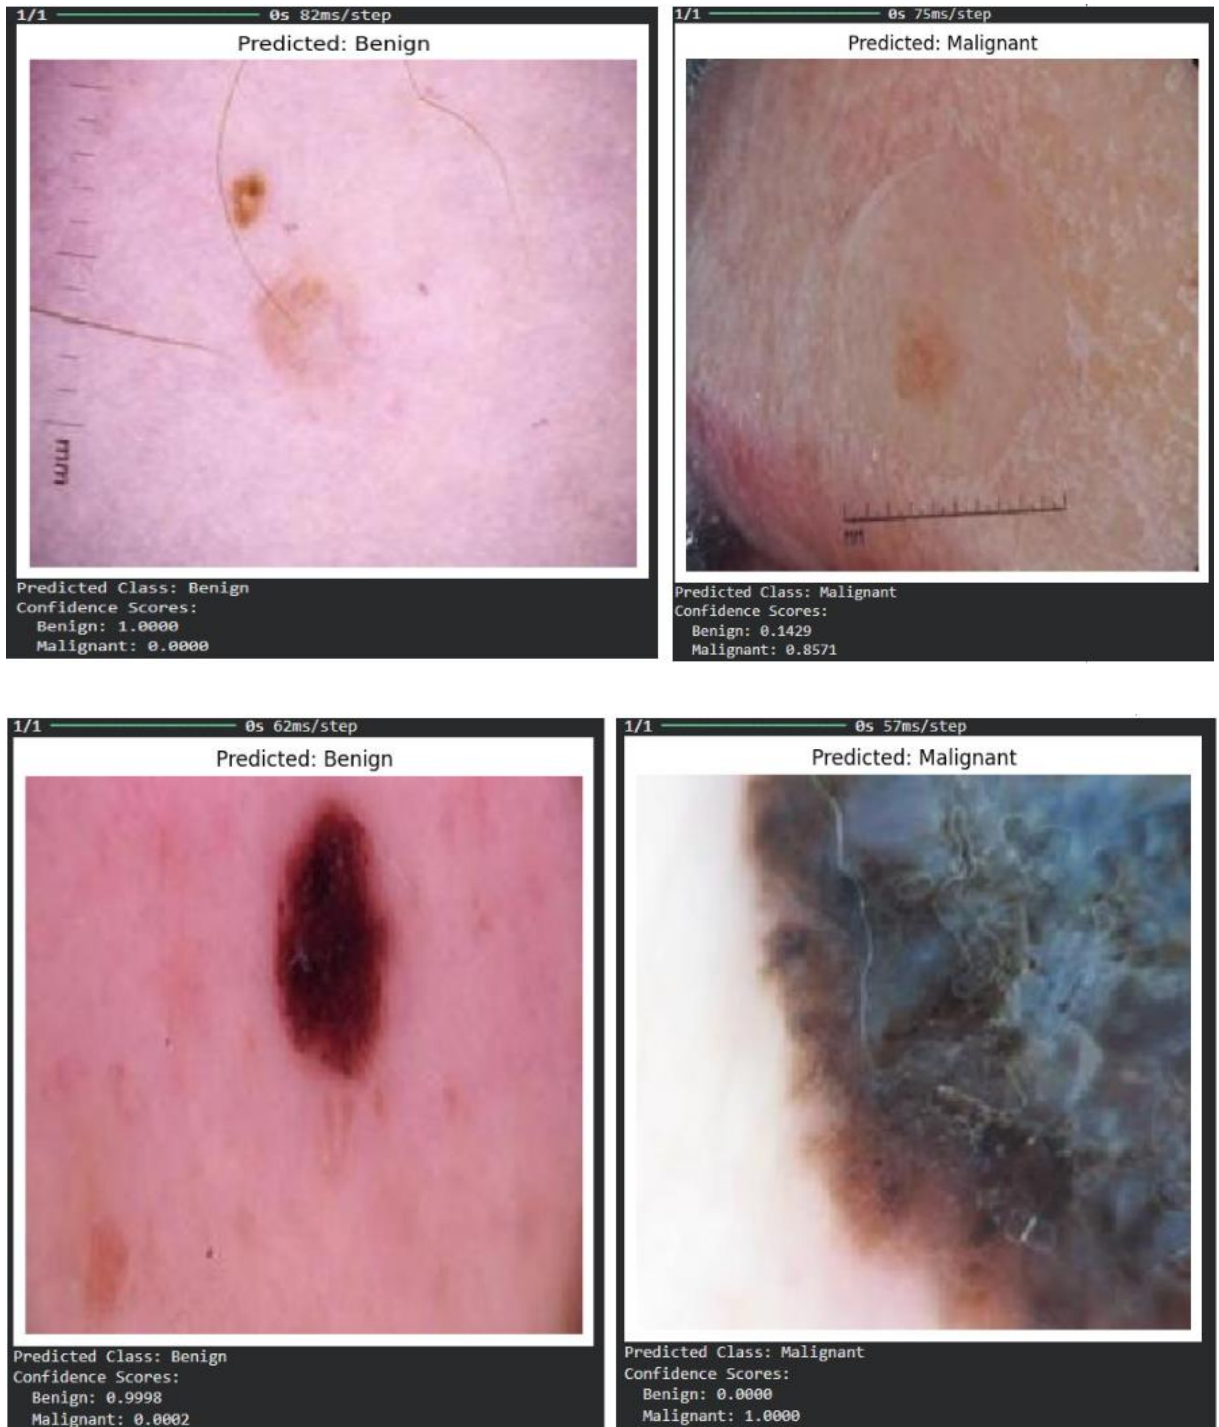 1/1 0s 82ms/step
Predicted: Benign
mm
Predicted Class: Benign
Confidence Scores:
Benign: 1.0000
Malignant: 0.0000
1/1 0s 75ms/step
Predicted: Malignant
mm
Predicted Class: Malignant
Confidence Scores:
Benign: 0.1429
Malignant: 0.8571
1/1 0s 62ms/step
Predicted: Benign
Predicted Class: Benign
Confidence Scores:
Benign: 0.9998
Malignant: 0.0002
1/1 0s 57ms/step
Predicted: Malignant
Predicted Class: Malignant
Confidence Scores:
Benign: 0.0000
Malignant: 1.0000